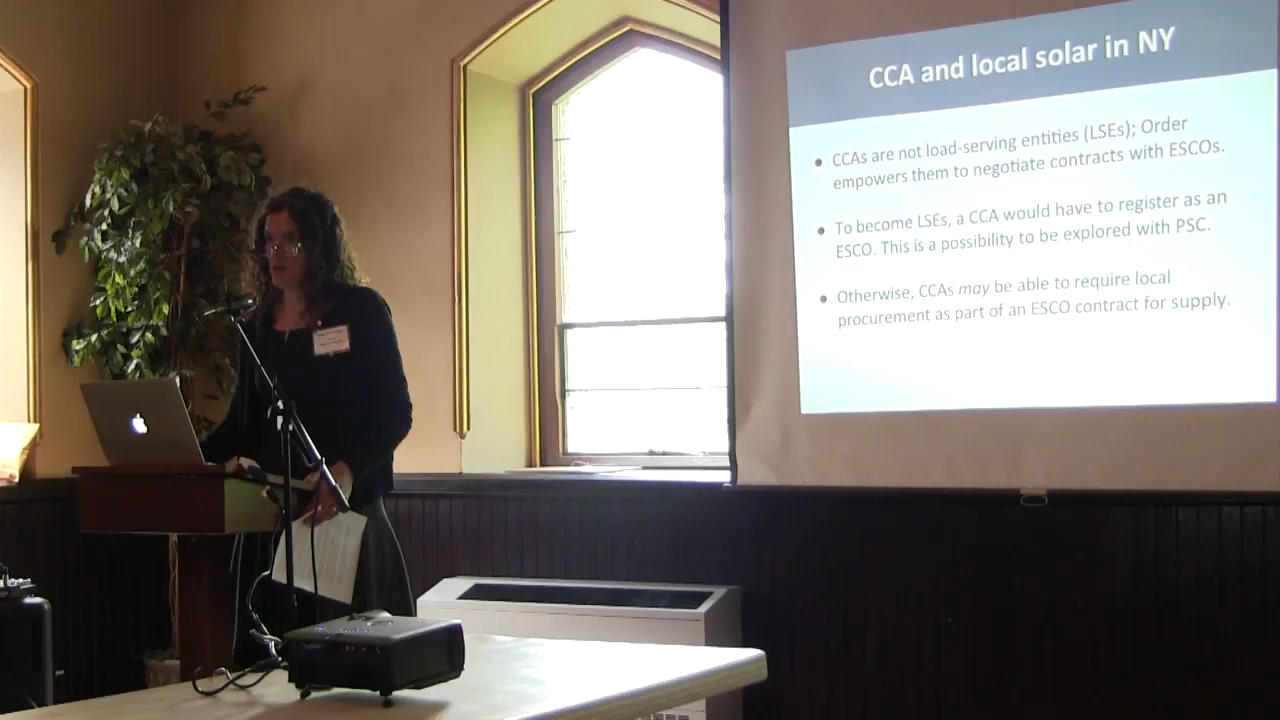 CCA and local solar in NY
• CCAs are not load-serving entities (LSEs); Order
empowers them to negotiate contracts with ESCOs.
• To become LSEs, a CCA would have to register as an
ESCO. This is a possibility to be explored with PSC.
• Otherwise, CCAs may be able to require local
procurement as part of an ESCO contract for supply.